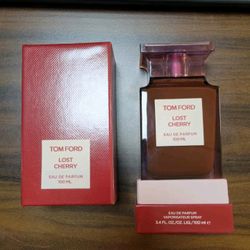 TOM FORD
LOST
CHERRY
EAU DE PARFUM
100 ML
TOM FORD
LOST
CHERRY
EAU DE PARFUM
100 ML
EAU DE PARFUM
VAPORISATEUR SPRAY
3.4 FL.OZ./OZ. LIQ./100 ml ℮